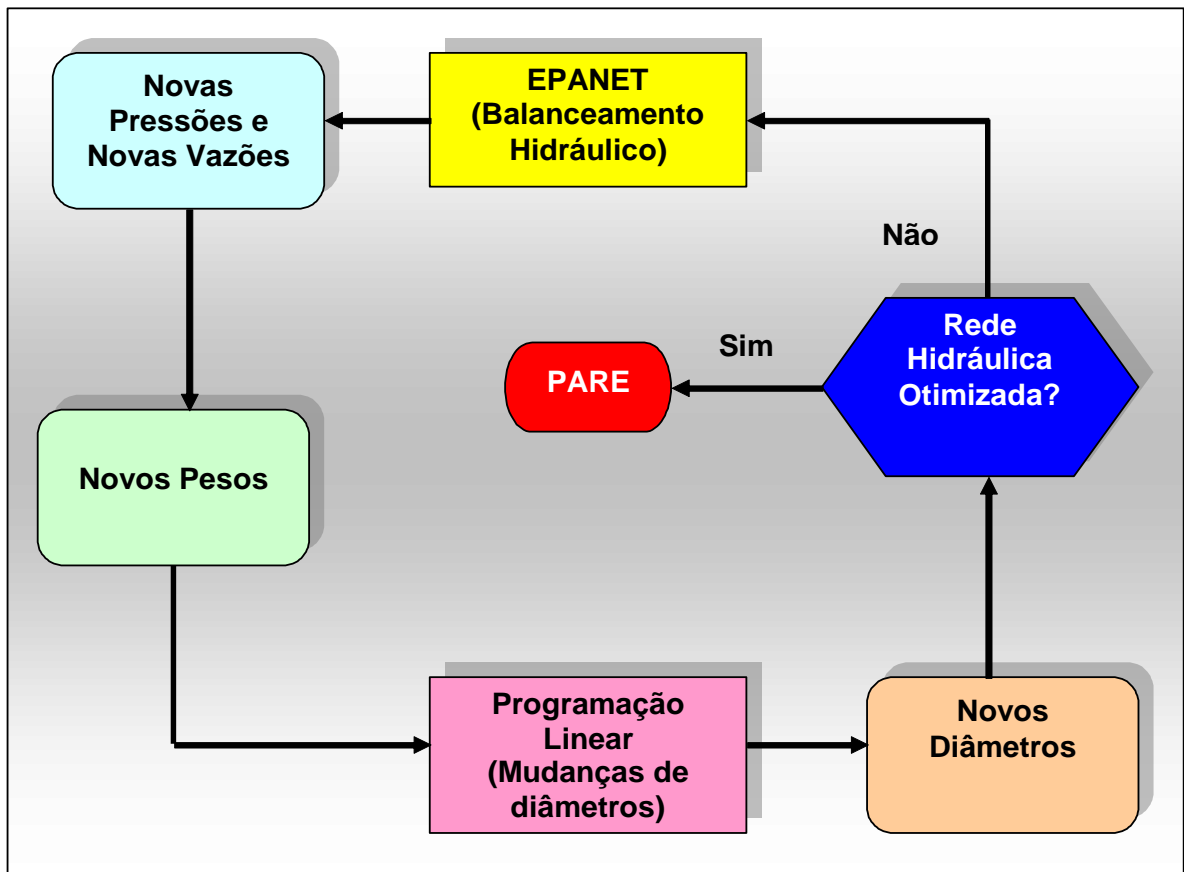 Novas
Pressões e
Novas Vazões
EPANET
(Balanceamento
Hidráulico)
Não
Rede
Hidráulica
Otimizada?
Sim
PARE
Novos Pesos
Programação
Linear
(Mudanças de
diâmetros)
Novos
Diâmetros